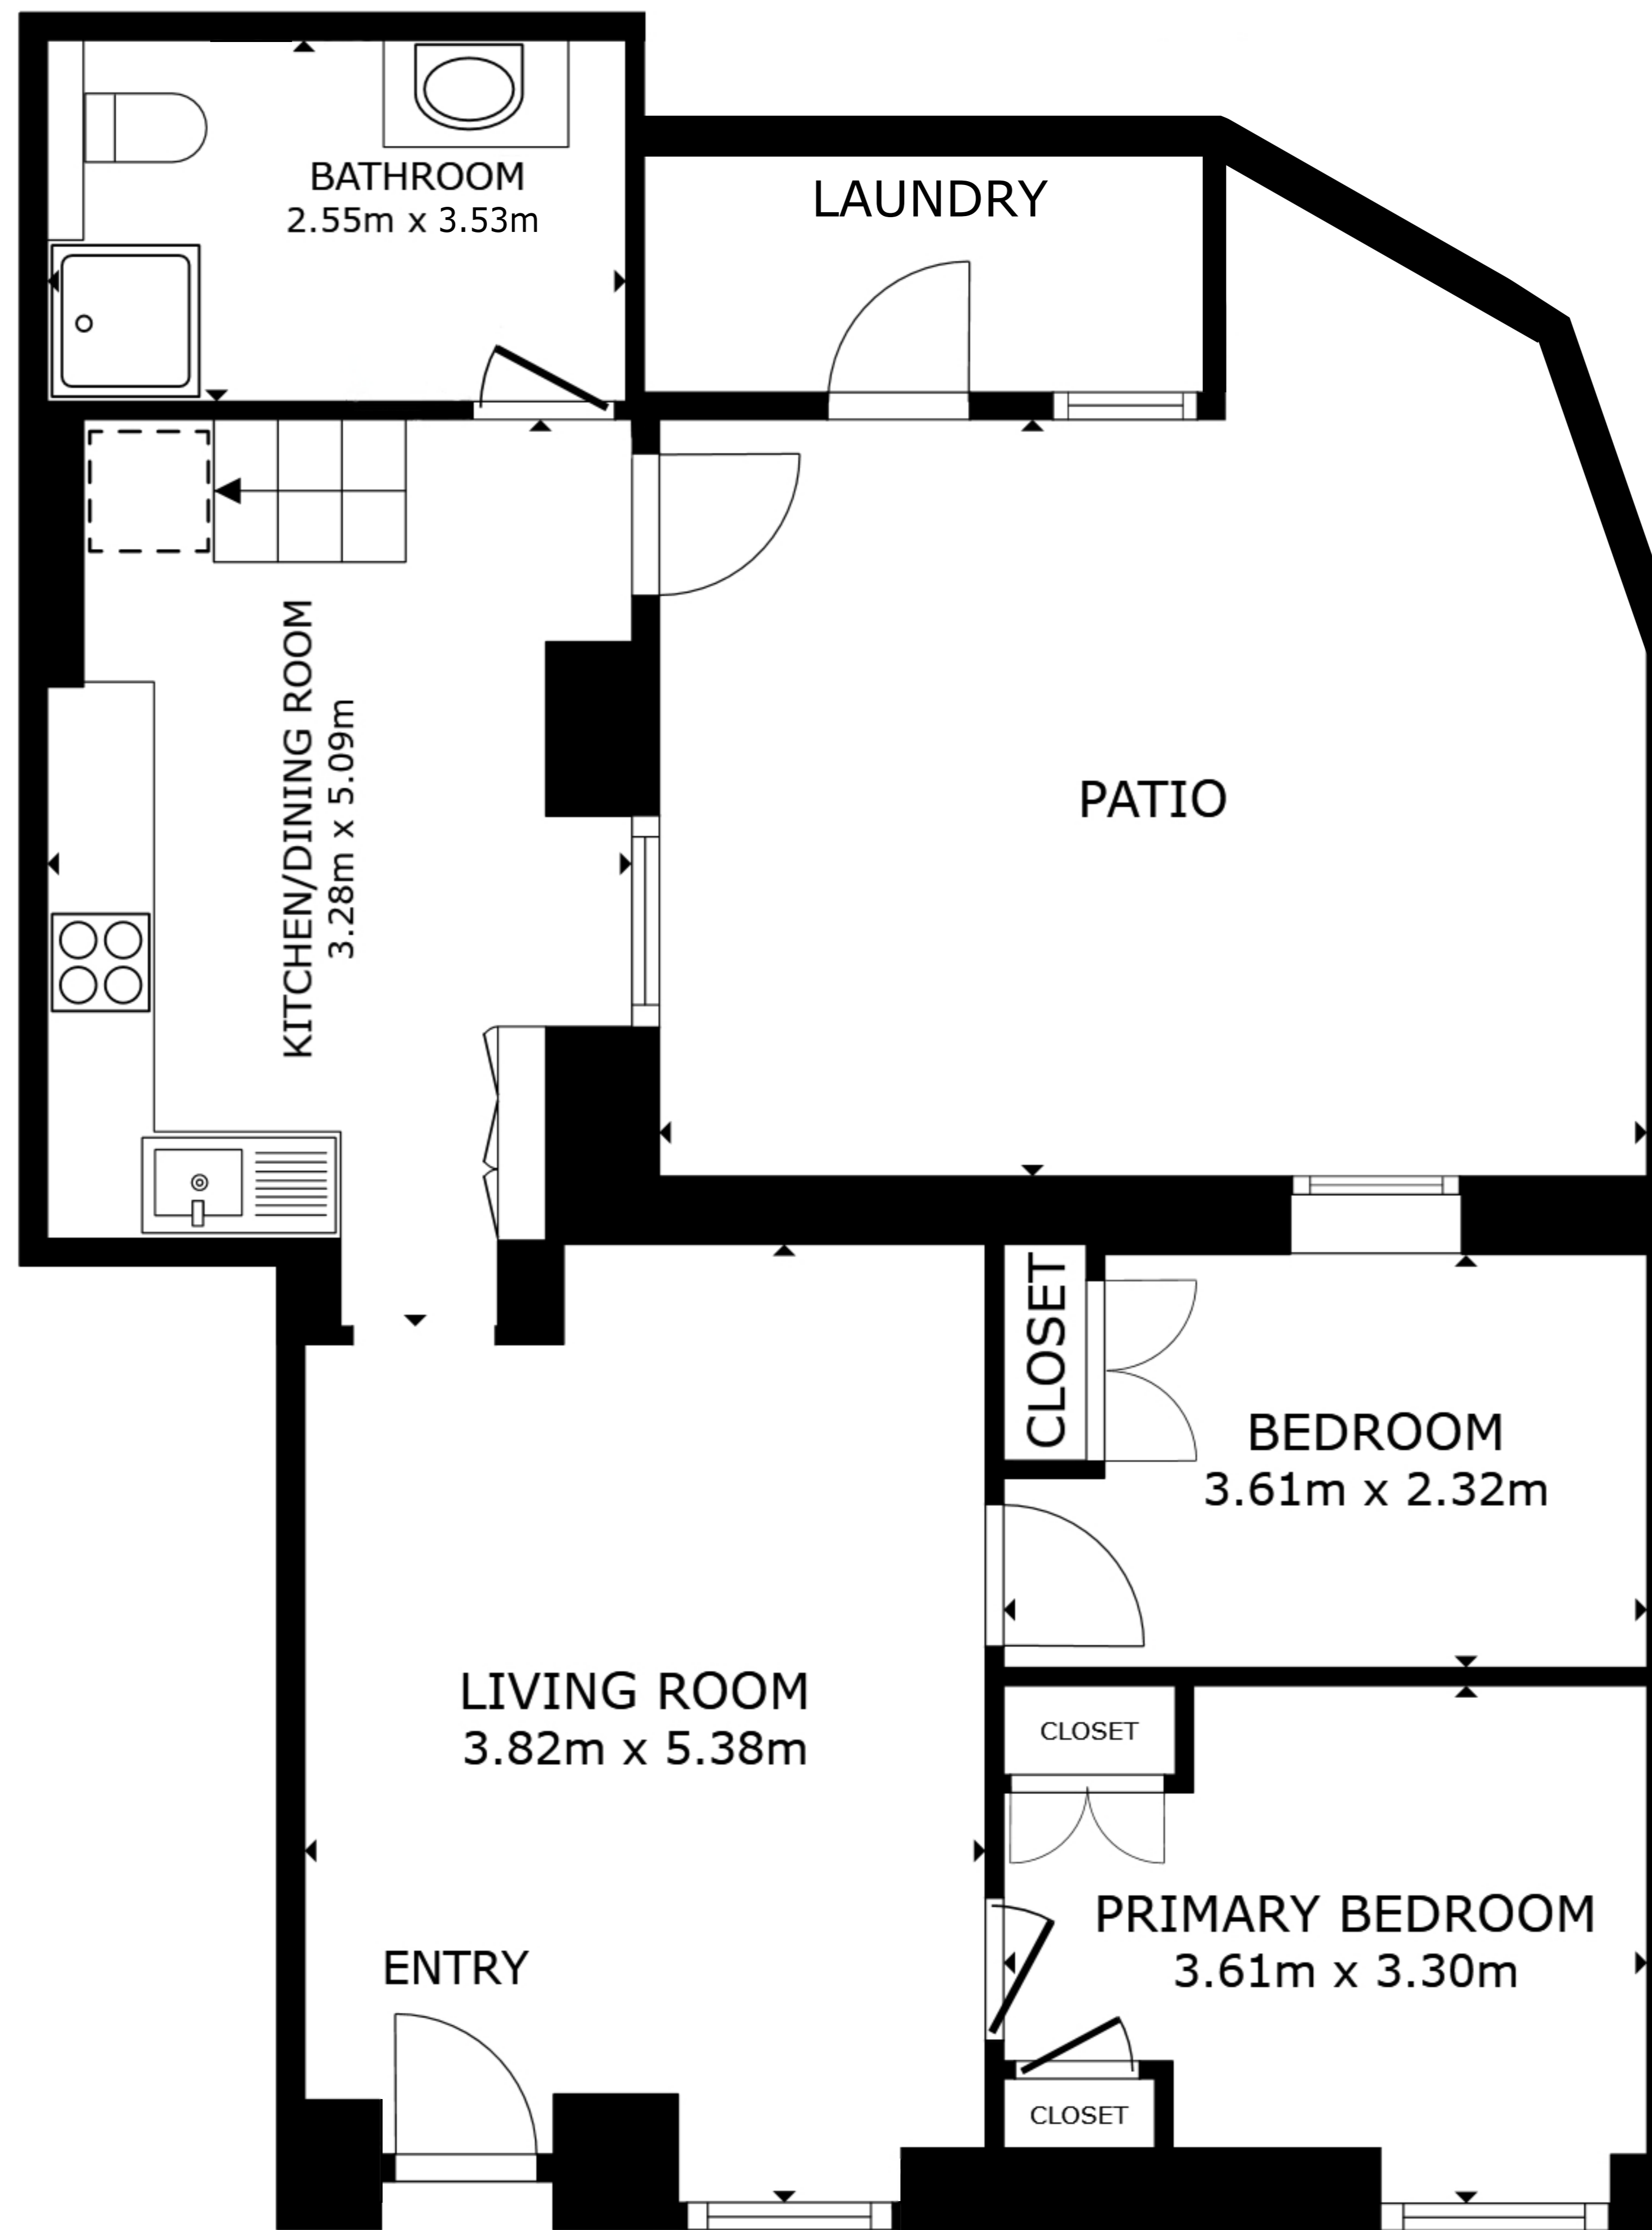 BATHROOM
2.55m x 3.53m
LAUNDRY
KITCHEN/DINING ROOM
3.28m x 5.09m
PATIO
CLOSET
BEDROOM
3.61m x 2.32m
LIVING ROOM
3.82m x 5.38m
CLOSET
PRIMARY BEDROOM
3.61m x 3.30m
ENTRY
CLOSET